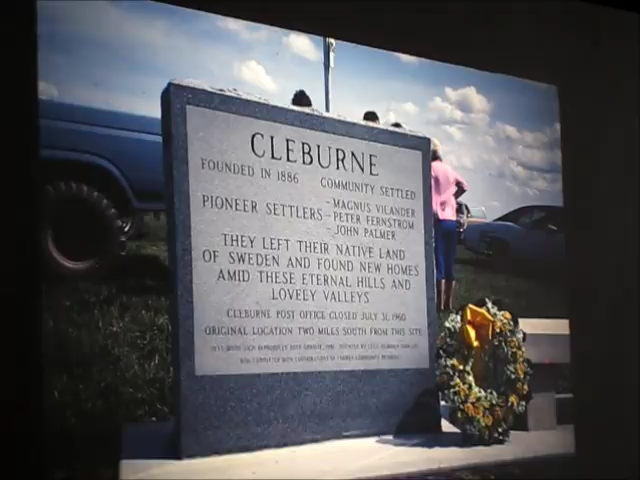 CLEBURNE
FOUNDED IN 1886 COMMUNITY SETTLED
PIONEER SETTLERS - MAGNUS VILANDER
- PETER FERNSTROM
- JOHN PALMER
THEY LEFT THEIR NATIVE LAND
OF SWEDEN AND FOUND NEW HOMES
AMID THESE ETERNAL HILLS AND
LOVELY VALLEYS
CLEBURNE POST OFFICE CLOSED JULY 31, 1960
ORIGINAL LOCATION TWO MILES SOUTH FROM THIS SITE